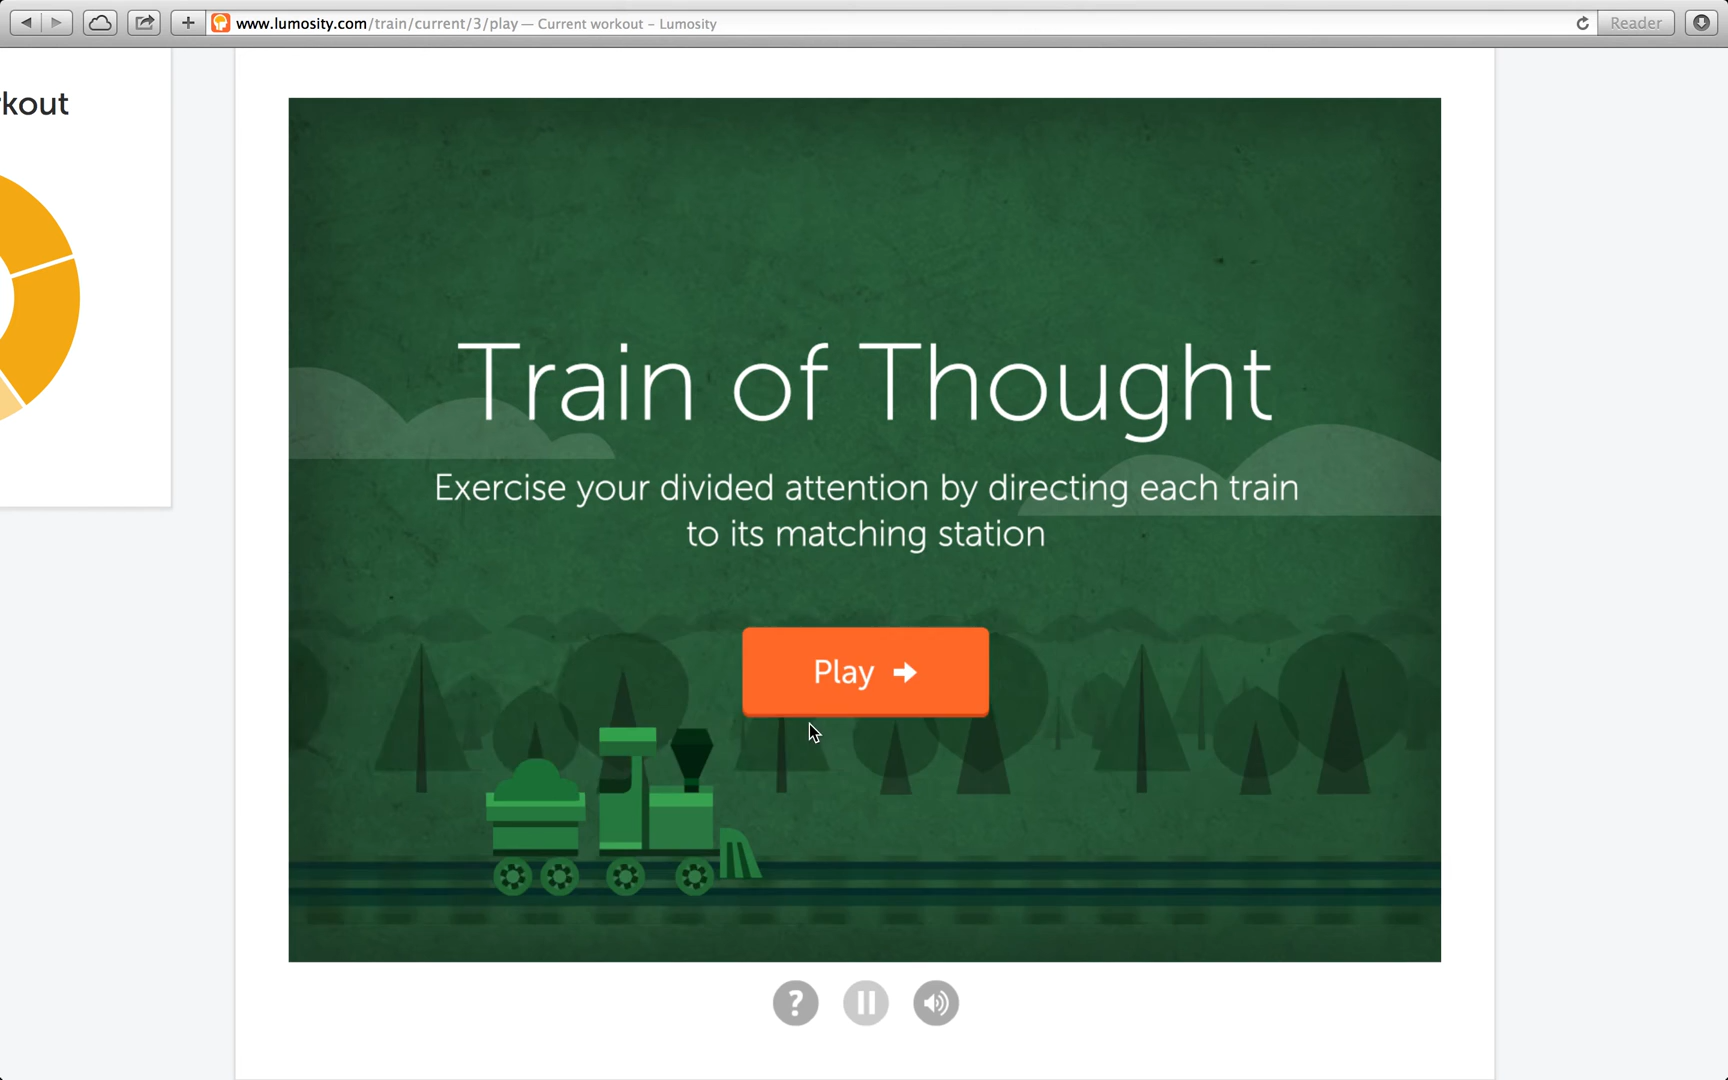 www.lumosity.com/train/current/3/play — Current workout – Lumosity
Reader
rkout
Train of Thought
Exercise your divided attention by directing each train
to its matching station
Play
?